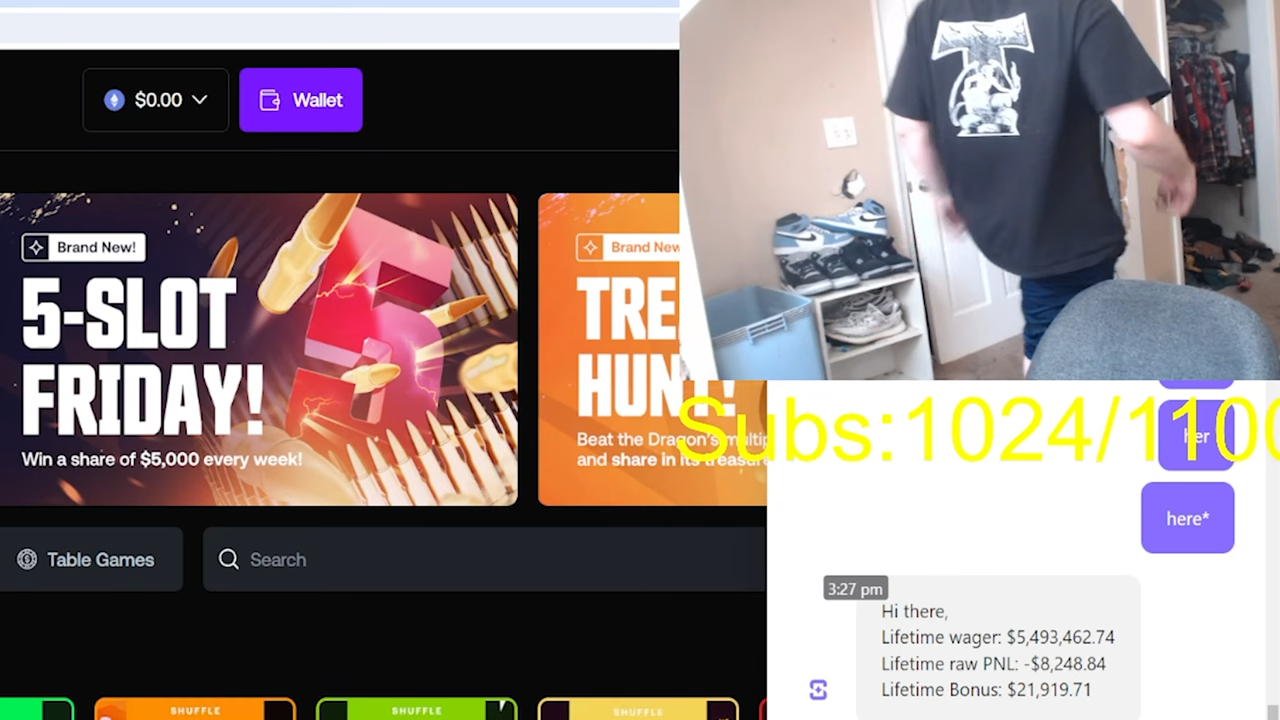 $0.00
Wallet
Brand New!
5-SLOT
FRIDAY!
Win a share of $5,000 every week!
Brand New
TRE
HUNT!
Beat the Dragon's multip
and share in its treasure
Subs:1024/1100
her
here*
Table Games
Search
3:27 pm
Hi there,
Lifetime wager: $5,493,462.74
Lifetime raw PNL: -$8,248.84
Lifetime Bonus: $21,919.71
SHUFFLE
SHUFFLE
SHUFFLE